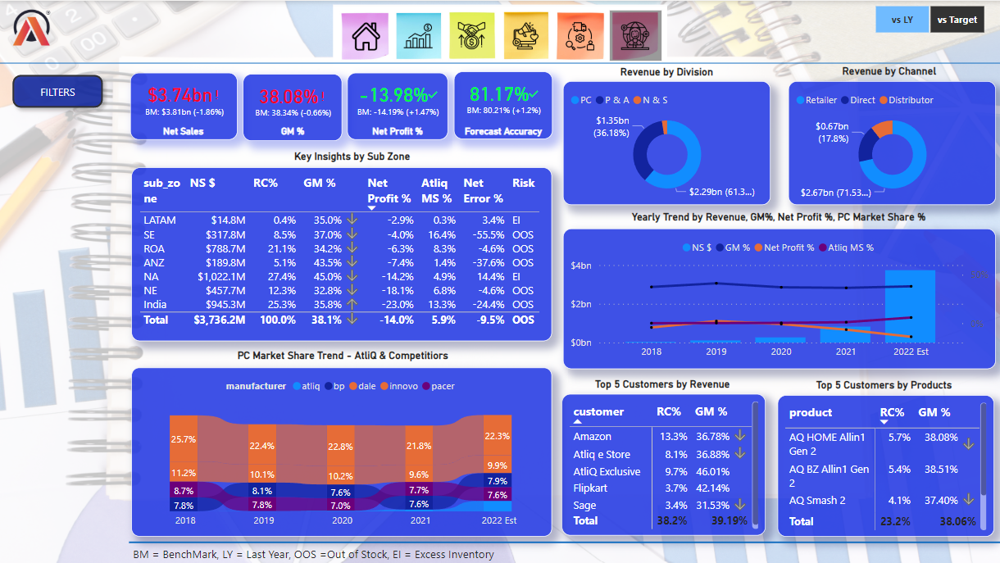 vs LY
vs Target
FILTERS
$3.74bn!
BM: $3.81bn (-1.86%)
Net Sales
38.08%!
BM: 38.34% (-0.66%)
GM %
-13.98%✓
BM: -14.19% (+1.47%)
Net Profit %
81.17%✓
BM: 80.21% (+1.2%)
Forecast Accuracy
Revenue by Division
PC P & A N & S
$1.35bn
(36.18%)
$2.29bn (61.3...)
Revenue by Channel
Retailer Direct Distributor
$0.67bn
(17.8%)
$2.67bn (71.53...)
Key Insights by Sub Zone
sub_zo
ne
NS $ RC% GM % Net
Profit %
Atliq
MS %
Net
Error %
Risk
LATAM $14.8M 0.4% 35.0% -2.9% 0.3% 3.4% EI
SE $317.8M 8.5% 37.0% -4.0% 16.4% -55.5% OOS
ROA $788.7M 21.1% 34.2% -6.3% 8.3% -4.6% OOS
ANZ $189.8M 5.1% 43.5% -7.4% 1.4% -37.6% OOS
NA $1,022.1M 27.4% 45.0% -14.2% 4.9% 14.4% EI
NE $457.7M 12.3% 32.8% -18.1% 6.8% -4.6% OOS
India $945.3M 25.3% 35.8% -23.0% 13.3% -24.4% OOS
Total $3,736.2M 100.0% 38.1% -14.0% 5.9% -9.5% OOS
Yearly Trend by Revenue, GM%, Net Profit %, PC Market Share %
NS $ GM % Net Profit % Atliq MS %
$4bn
$2bn
$0bn
2018 2019 2020 2021 2022 Est
PC Market Share Trend - AtliQ & Competitiors
manufacturer atliq bp dale innovo pacer
25.7% 22.4% 22.8% 21.8% 22.3%
11.2% 10.1% 10.2% 9.6% 9.9%
8.7% 8.1% 7.6% 7.7% 7.9%
7.8% 7.8% 7.0% 7.6% 7.6%
2018 2019 2020 2021 2022 Est
Top 5 Customers by Revenue
customer RC% GM %
Amazon 13.3% 36.78%
Atliq e Store 8.1% 36.88%
AtliQ Exclusive 9.7% 46.01%
Flipkart 3.7% 42.14%
Sage 3.4% 31.53%
Total 38.2% 39.19%
Top 5 Customers by Products
product RC% GM %
AQ HOME Allin1
Gen 2
5.7% 38.08%
AQ BZ Allin1 Gen
2
5.4% 38.51%
AQ Smash 2 4.1% 37.40%
Total 23.2% 38.06%
BM = BenchMark, LY = Last Year, OOS =Out of Stock, EI = Excess Inventory